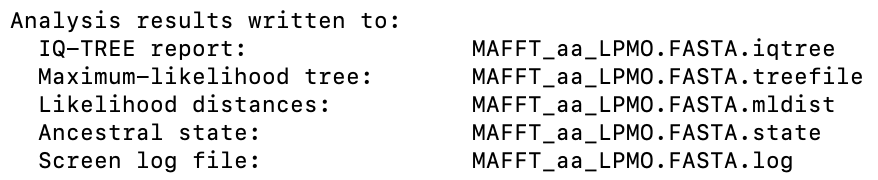 Analysis results written to:
IQ-TREE report: MAFFT_aa_LPMO.FASTA.iqtree
Maximum-likelihood tree: MAFFT_aa_LPMO.FASTA.treefile
Likelihood distances: MAFFT_aa_LPMO.FASTA.mldist
Ancestral state: MAFFT_aa_LPMO.FASTA.state
Screen log file: MAFFT_aa_LPMO.FASTA.log